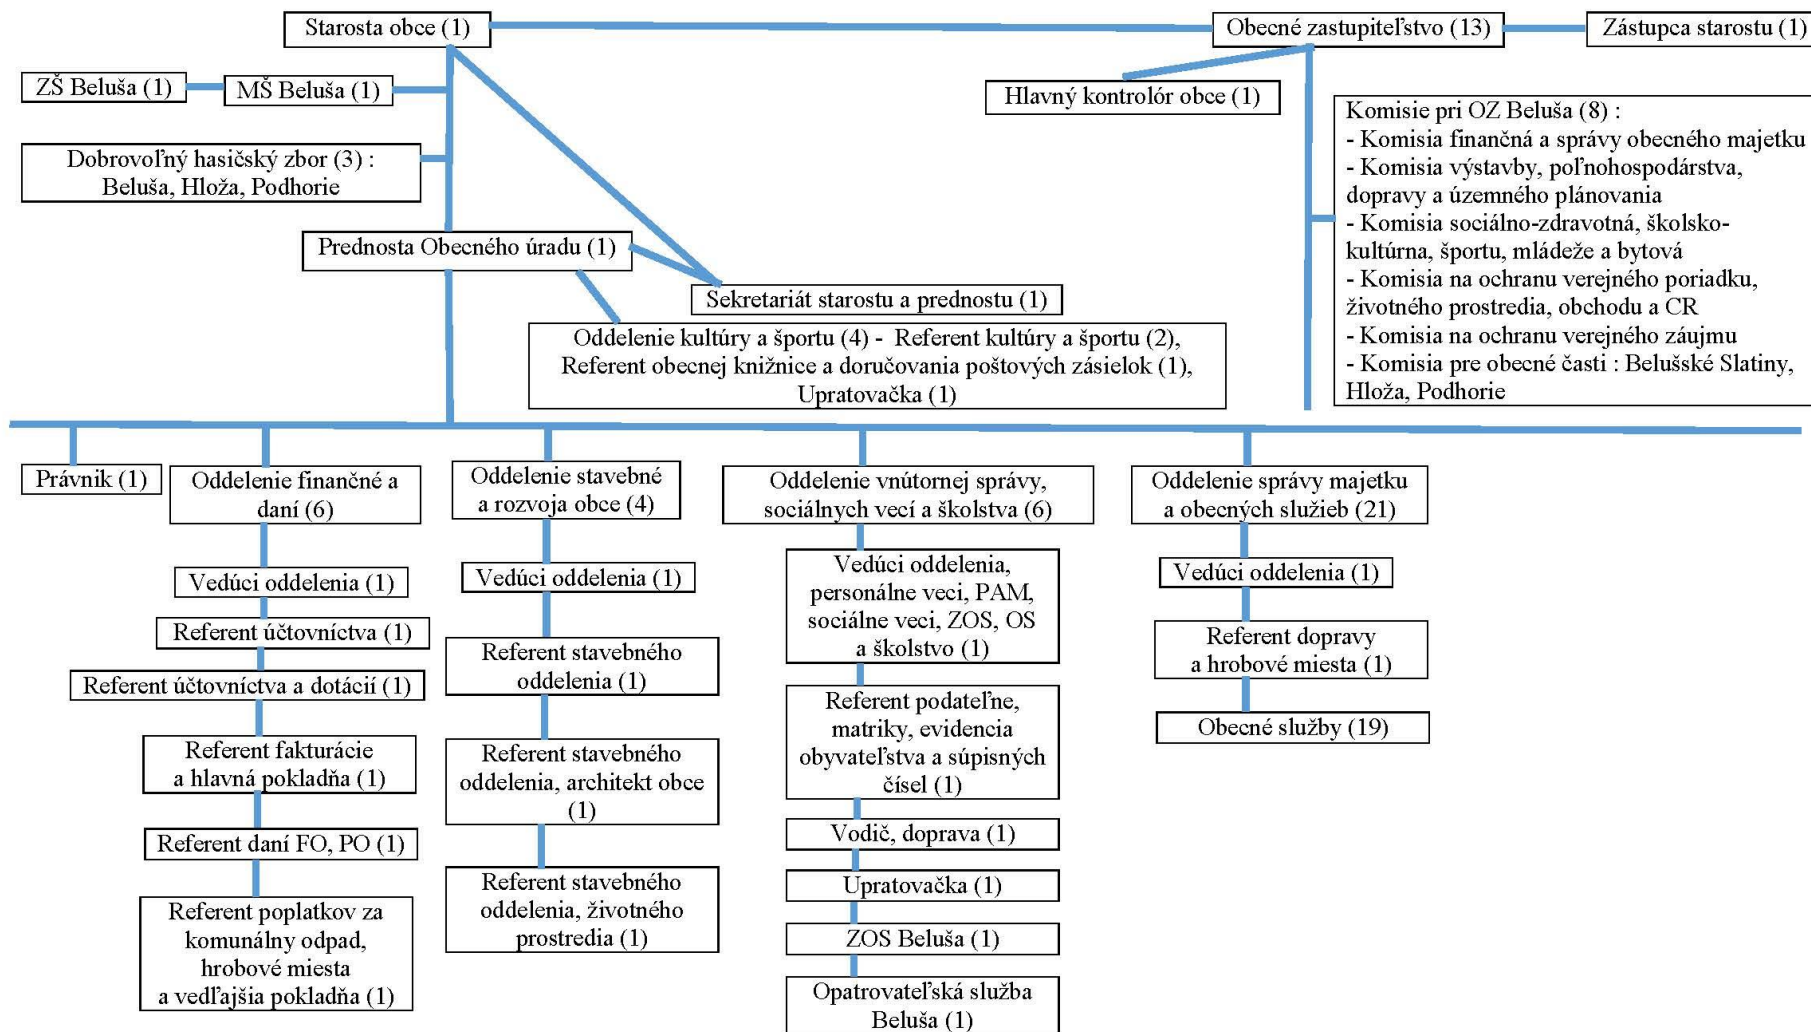 Starosta obce (1)
Obecné zastupiteľstvo (13)
Zástupca starostu (1)
ZŠ Beluša (1)
MŠ Beluša (1)
Hlavný kontrolór obce (1)
Dobrovoľný hasičský zbor (3) :
Beluša, Hloža, Podhorie
Komisie pri OZ Beluša (8) :
- Komisia finančná a správy obecného majetku
- Komisia výstavby, poľnohospodárstva,
dopravy a územného plánovania
- Komisia sociálno-zdravotná, školsko-
kultúrna, športu, mládeže a bytová
- Komisia na ochranu verejného poriadku,
životného prostredia, obchodu a CR
- Komisia na ochranu verejného záujmu
- Komisia pre obecné časti : Belušské Slatiny,
Hloža, Podhorie
Prednosta Obecného úradu (1)
Sekretariát starostu a prednostu (1)
Oddelenie kultúry a športu (4) - Referent kultúry a športu (2),
Referent obecnej knižnice a doručovania poštových zásielok (1),
Upratovačka (1)
Právnik (1)
Oddelenie finančné a
daní (6)
Vedúci oddelenia (1)
Referent účtovníctva (1)
Referent účtovníctva a dotácií (1)
Referent fakturácie
a hlavná pokladňa (1)
Referent daní FO, PO (1)
Referent poplatkov za
komunálny odpad,
hrobové miesta
a vedľajšia pokladňa (1)
Oddelenie stavebné
a rozvoja obce (4)
Vedúci oddelenia (1)
Referent stavebného
oddelenia (1)
Referent stavebného
oddelenia, architekt obce
(1)
Referent stavebného
oddelenia, životného
prostredia (1)
Oddelenie vnútornej správy,
sociálnych vecí a školstva (6)
Vedúci oddelenia,
personálne veci, PAM,
sociálne veci, ZOS, OS
a školstvo (1)
Referent podateľne,
matriky, evidencia
obyvateľstva a súpisných
čísel (1)
Vodič, doprava (1)
Upratovačka (1)
ZOS Beluša (1)
Opatrovateľská služba
Beluša (1)
Oddelenie správy majetku
a obecných služieb (21)
Vedúci oddelenia (1)
Referent dopravy
a hrobové miesta (1)
Obecné služby (19)